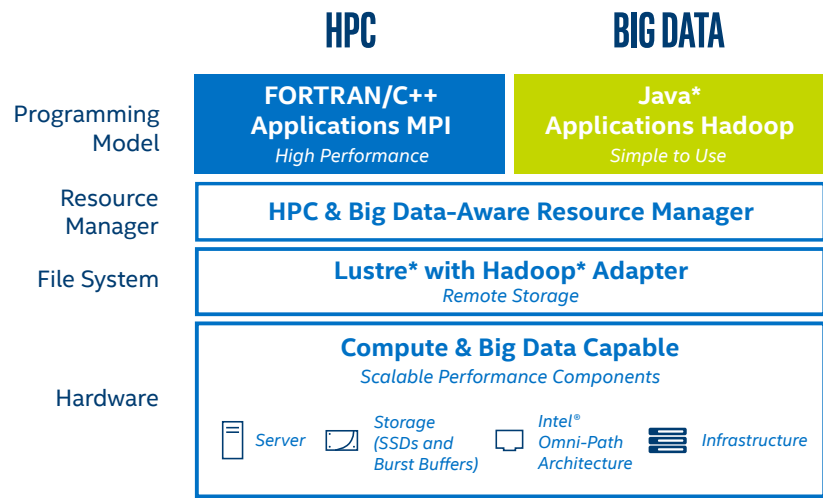 HPC
BIG DATA
Programming
Model
FORTRAN/C++
Applications MPI
High Performance
Java*
Applications Hadoop
Simple to Use
Resource
Manager
HPC & Big Data-Aware Resource Manager
File System
Lustre* with Hadoop* Adapter
Remote Storage
Hardware
Compute & Big Data Capable
Scalable Performance Components
Server
Storage
(SSDs and
Burst Buffers)
Intel®
Omni-Path
Architecture
Infrastructure